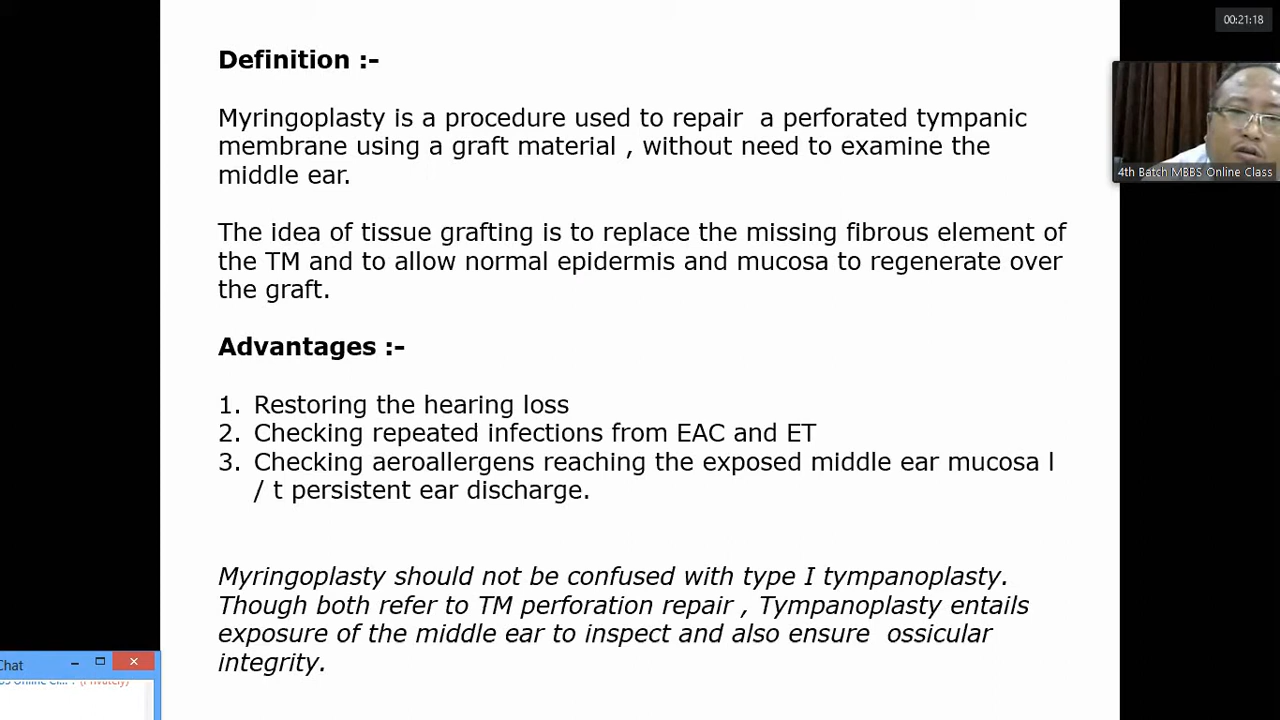 00:21:18
Definition :-
Myringoplasty is a procedure used to repair a perforated tympanic
membrane using a graft material , without need to examine the
middle ear.
The idea of tissue grafting is to replace the missing fibrous element of
the TM and to allow normal epidermis and mucosa to regenerate over
the graft.
Advantages :-
1. Restoring the hearing loss
2. Checking repeated infections from EAC and ET
3. Checking aeroallergens reaching the exposed middle ear mucosa l
/ t persistent ear discharge.
Myringoplasty should not be confused with type I tympanoplasty.
Though both refer to TM perforation repair , Tympanoplasty entails
exposure of the middle ear to inspect and also ensure ossicular
integrity.
4th Batch MBBS Online Class
Chat
(Privately)